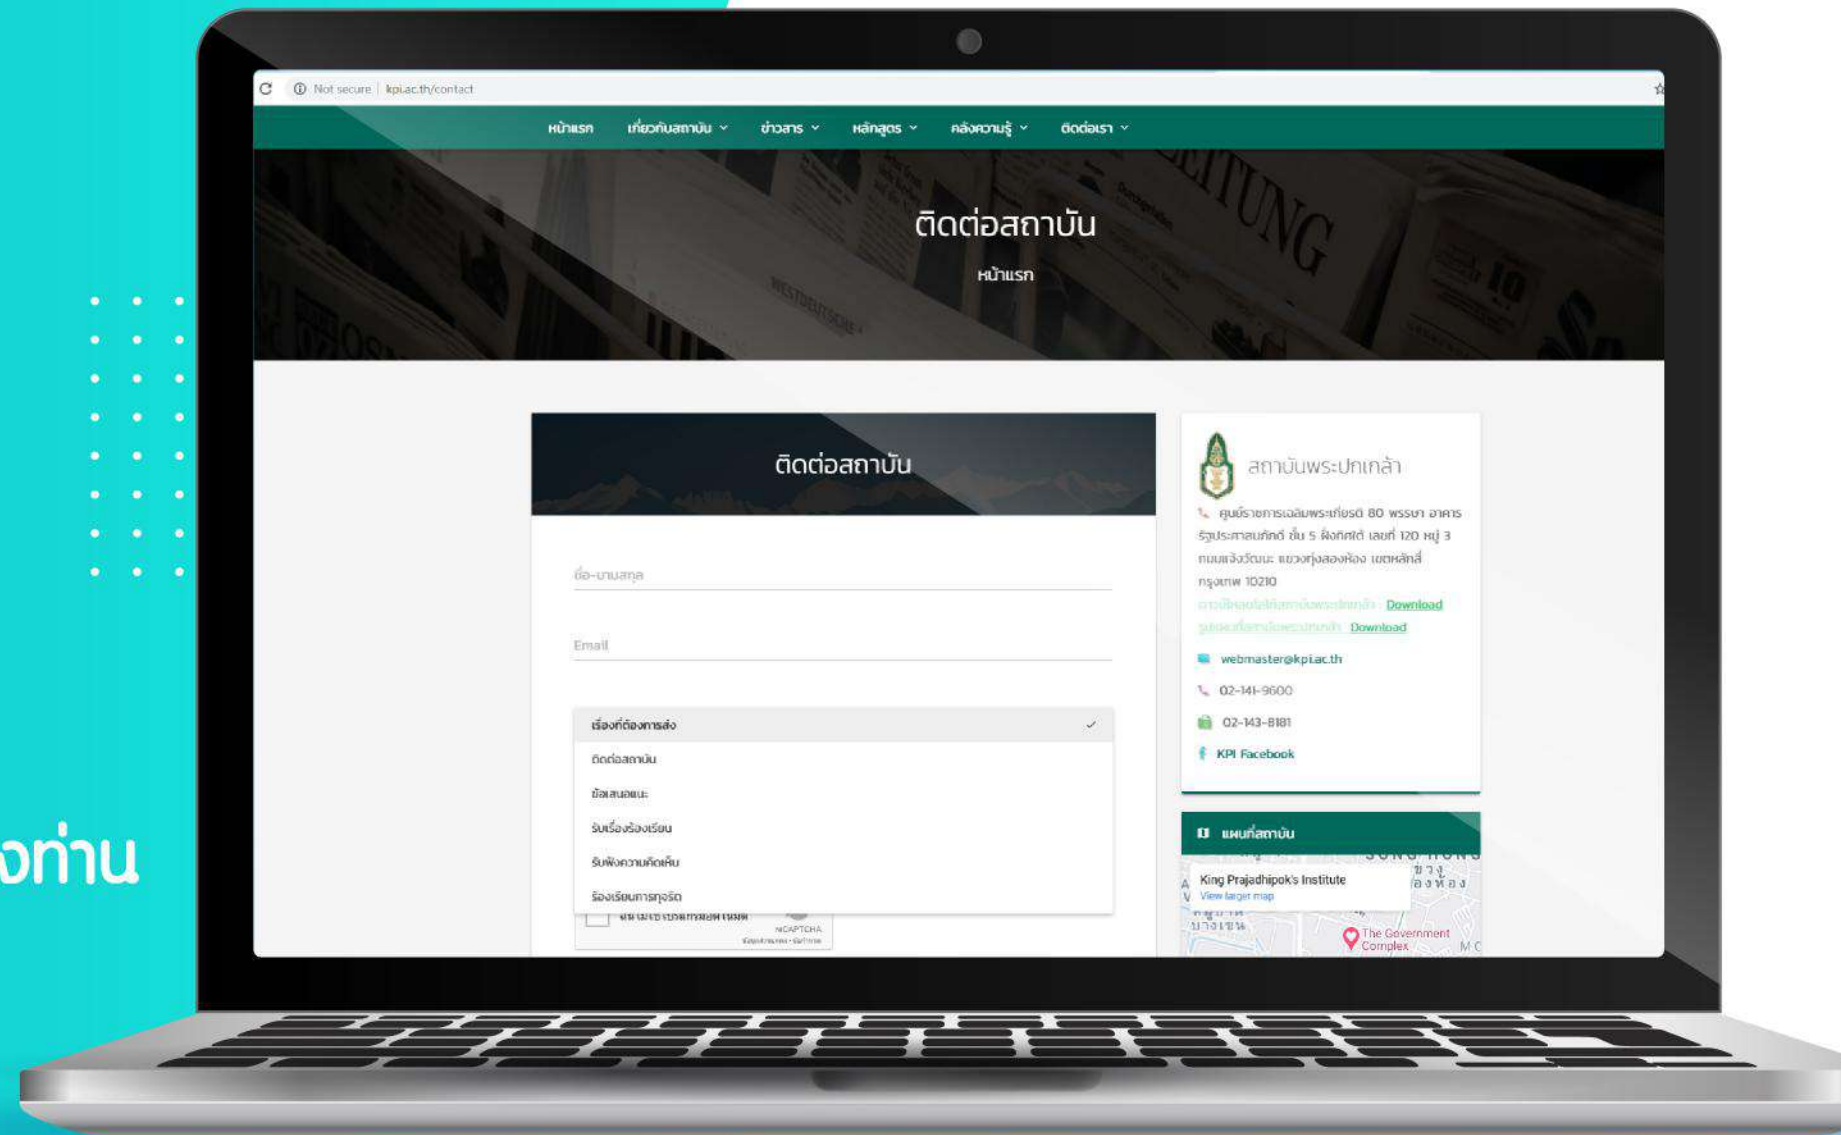 Not secure | kpi.ac.th/contact
หน้าแรก เกี่ยวกับสถาบัน ข่าวสาร หลักสูตร คลังความรู้ ติดต่อเรา
ZEITUNG
WESTDEUTSCHE
ติดต่อสถาบัน
หน้าแรก
ติดต่อสถาบัน
ชื่อ-นามสกุล
Email
เรื่องที่ต้องการส่ง
ติดต่อสถาบัน
ข้อเสนอแนะ
รับเรื่องร้องเรียน
รับฟังความคิดเห็น
ร้องเรียนการทุจริต
reCAPTCHA
สถาบันพระปกเกล้า
ศูนย์ราชการเฉลิมพระเกียรติ 80 พรรษา อาคาร
รัฐประศาสนภักดี ชั้น 5 ฝั่งทิศใต้ เลขที่ 120 หมู่ 3
ถนนแจ้งวัฒนะ แขวงทุ่งสองห้อง เขตหลักสี่
กรุงเทพ 10210
Download
Download
webmaster@kpi.ac.th
02-141-9600
02-143-8181
KPI Facebook
แผนที่สถาบัน
King Prajadhipok's Institute
View larger map
บางเขน
The Government
Complex
งท่าน